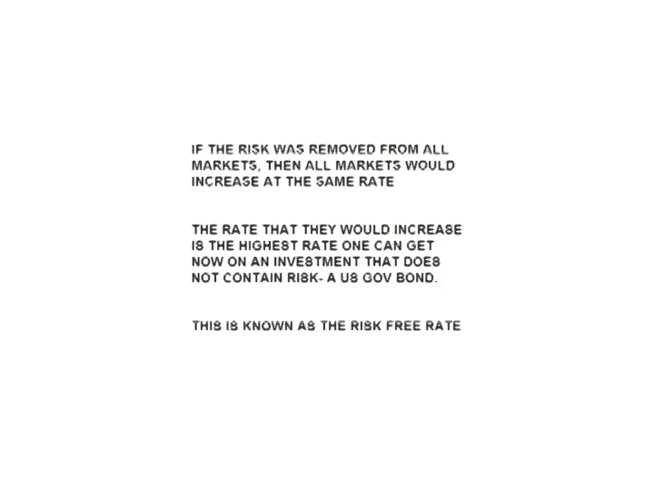 IF THE RISK WAS REMOVED FROM ALL
MARKETS, THEN ALL MARKETS WOULD
INCREASE AT THE SAME RATE
THE RATE THAT THEY WOULD INCREASE
IS THE HIGHEST RATE ONE CAN GET
NOW ON AN INVESTMENT THAT DOES
NOT CONTAIN RISK- A US GOV BOND.
THIS IS KNOWN AS THE RISK FREE RATE